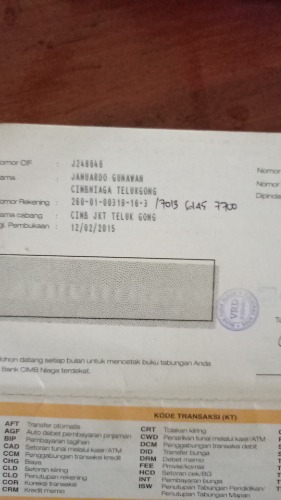 omor CIF : J248640
ama : JANUARDO GUNAWAN
CIMBNIAGA TELUKGONG
omor Rekening : 260-01-00319-16-3 /7013 6145 7700
ama cabang : CIMB JKT TELUK GONG
gl. Pembukaan : 12/02/2015
Nomor
Nomor
Dipinda
ohon datang setiap bulan untuk mencetak buku tabungan Anda
Bank CIMB Niaga terdekat.
KODE TRANSAKSI (KT)
AFT Transfer otomatis
AGF Auto debet pembayaran pinjaman
BIP Pembayaran tagihan
CAD Setoran tunai melalui kasir/ATM
CCM Penggabungan transaksi kredit
CHG Biaya
CLD Setoran kliring
CLO Penutupan rekening
COR Koreksi transaksi
CRM Kredit memo
CRT Tolakan kliring
CWD Penarikan tunai melalui kasir/ATM
DCM Penggabungan transaksi debit
DID Transfer bunga
DRM Debet memo
FEE Provisi/komisi
HCD Setoran cek/BG
INT Pembayaran bunga
ISW Penutupan Tabungan Pendidikan/
Penutupan Tabungan Mapan